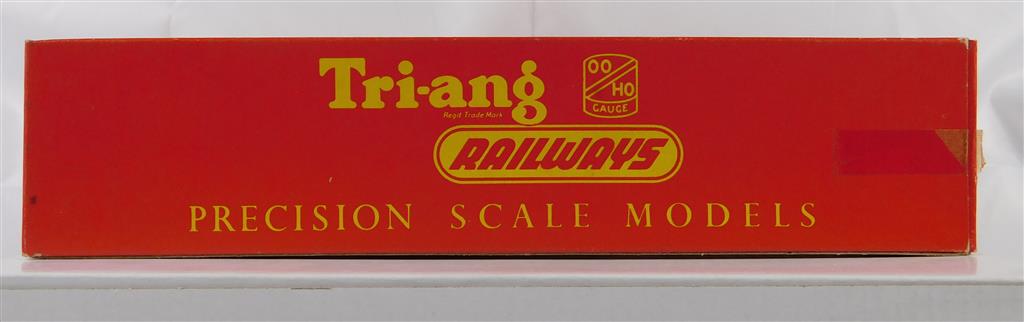 Tri-ang
Regd Trade Mark
OO/HO
GAUGE
RAILWAYS
PRECISION SCALE MODELS